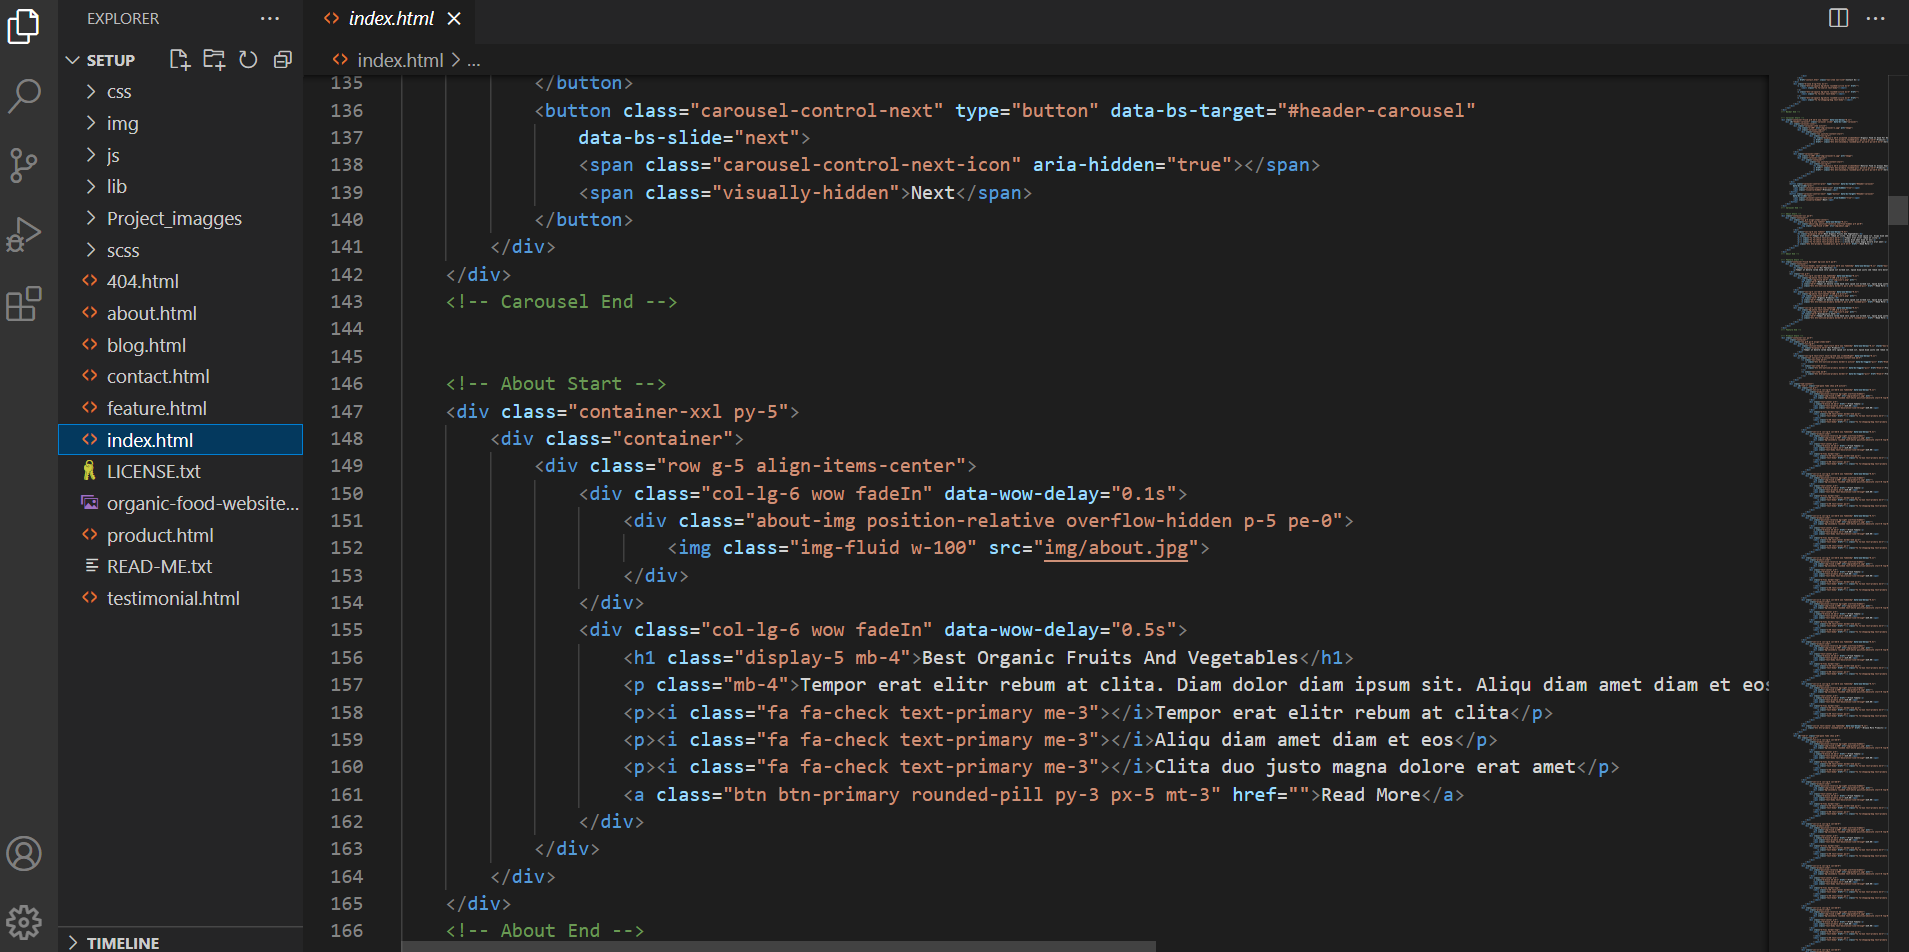 EXPLORER
SETUP
css
img
js
lib
Project_imagges
scss
404.html
about.html
blog.html
contact.html
feature.html
index.html
LICENSE.txt
organic-food-website...
product.html
READ-ME.txt
testimonial.html
TIMELINE
index.html
index.html > ...
135 </button>
136 <button class="carousel-control-next" type="button" data-bs-target="#header-carousel"
137 data-bs-slide="next">
138 <span class="carousel-control-next-icon" aria-hidden="true"></span>
139 <span class="visually-hidden">Next</span>
140 </button>
141 </div>
142 </div>
143 <!-- Carousel End -->
144
145
146 <!-- About Start -->
147 <div class="container-xxl py-5">
148 <div class="container">
149 <div class="row g-5 align-items-center">
150 <div class="col-lg-6 wow fadeIn" data-wow-delay="0.1s">
151 <div class="about-img position-relative overflow-hidden p-5 pe-0">
152 <img class="img-fluid w-100" src="img/about.jpg">
153 </div>
154 </div>
155 <div class="col-lg-6 wow fadeIn" data-wow-delay="0.5s">
156 <h1 class="display-5 mb-4">Best Organic Fruits And Vegetables</h1>
157 <p class="mb-4">Tempor erat elitr rebum at clita. Diam dolor diam ipsum sit. Aliqu diam amet diam et eos
158 <p><i class="fa fa-check text-primary me-3"></i>Tempor erat elitr rebum at clita</p>
159 <p><i class="fa fa-check text-primary me-3"></i>Aliqu diam amet diam et eos</p>
160 <p><i class="fa fa-check text-primary me-3"></i>Clita duo justo magna dolore erat amet</p>
161 <a class="btn btn-primary rounded-pill py-3 px-5 mt-3" href="">Read More</a>
162 </div>
163 </div>
164 </div>
165 </div>
166 <!-- About End -->